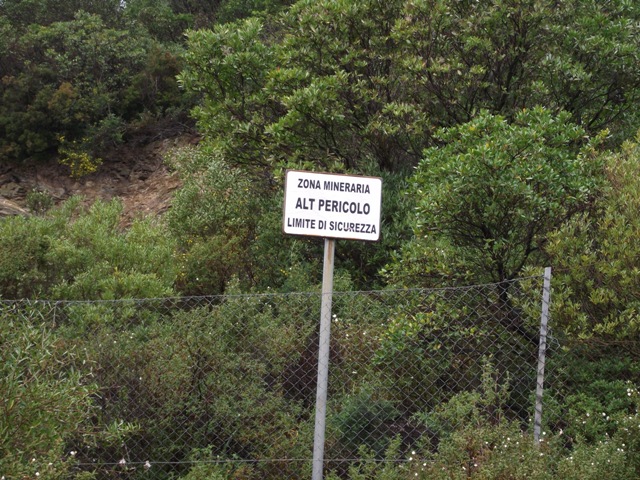 ZONA MINERARIA
ALT PERICOLO
LIMITE DI SICUREZZA